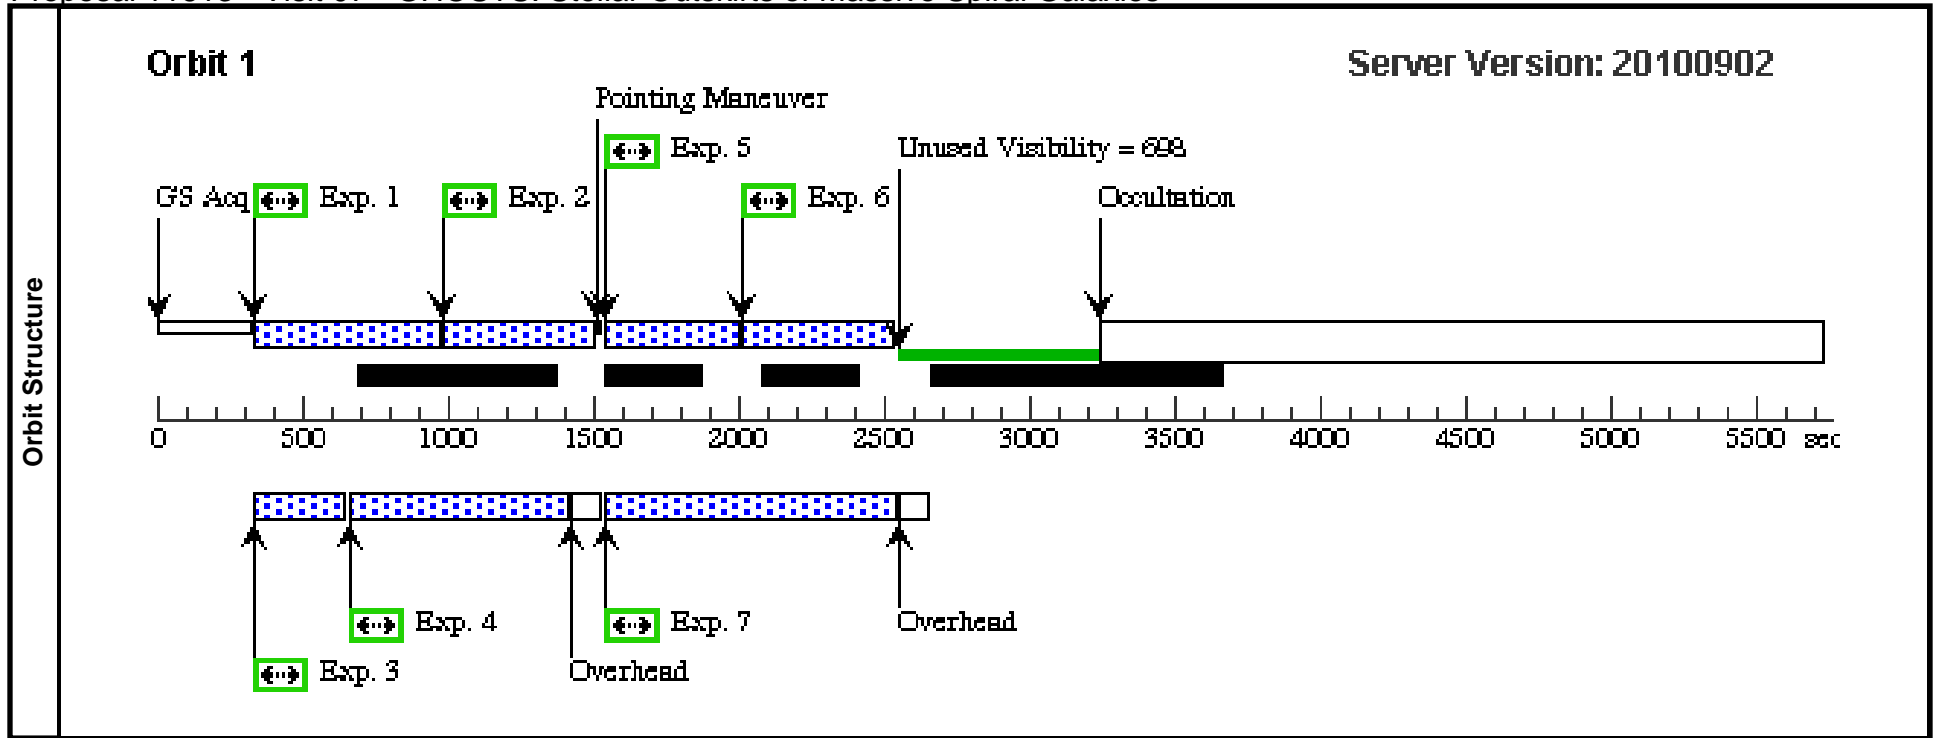 Orbit Structure
Orbit 1
Server Version: 20100902
Pointing Maneuver
Exp. 5
Unused Visibility = 698
GS Acq
Exp. 1
Exp. 2
Exp. 6
Occultation
0 500 1000 1500 2000 2500 3000 3500 4000 4500 5000 5500 sec
Exp. 4
Exp. 7
Overhead
Exp. 3
Overhead